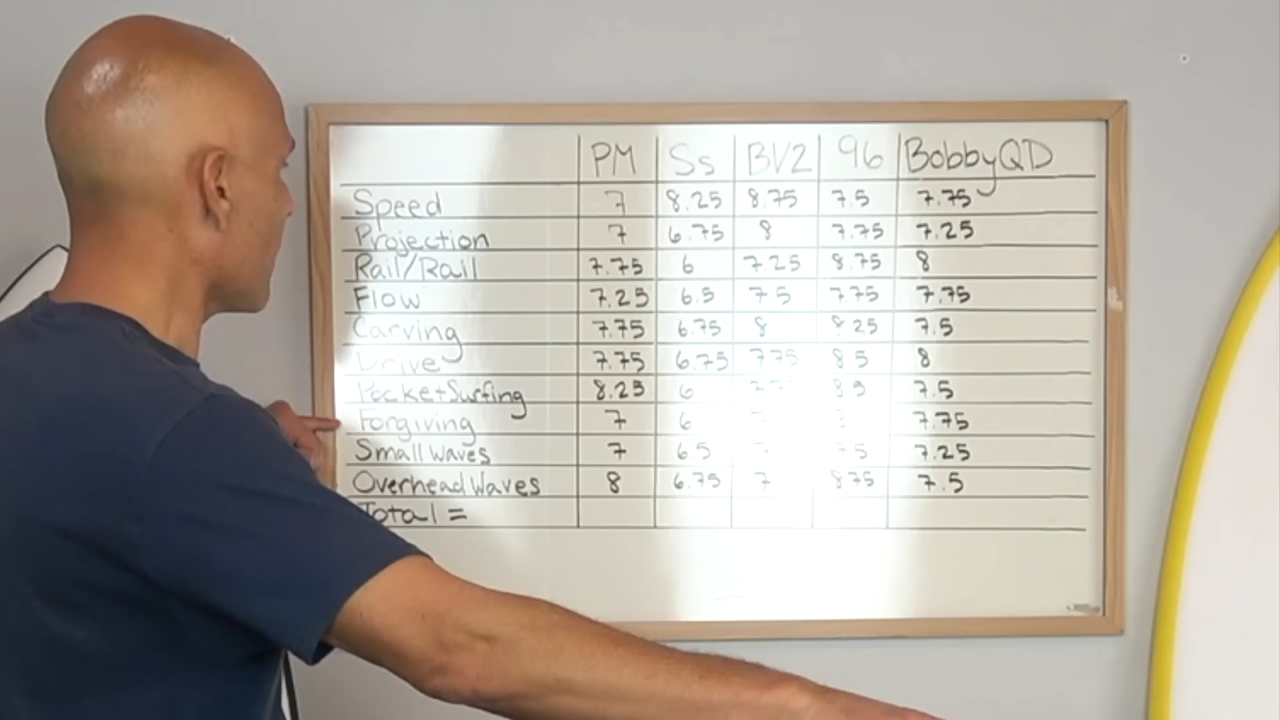 PM Ss BV2 96 BobbyQD
Speed 7 8.25 8.75 7.5 7.75
Projection 7 6.75 8 7.75 7.25
Rail/Rail 7.75 6 7.25 8.75 8
Flow 7.25 6.5 7.5 7.75 7.75
Carving 7.75 6.75 8 8.25 7.5
Drive 7.75 6.75 7.75 8.5 8
PocketSurfing 8.25 6 7.5
Forgiving 7 6 7.75
Small Waves 7 6.5 7.25
Overhead Waves 8 6.75 7 8.75 7.5
Total =